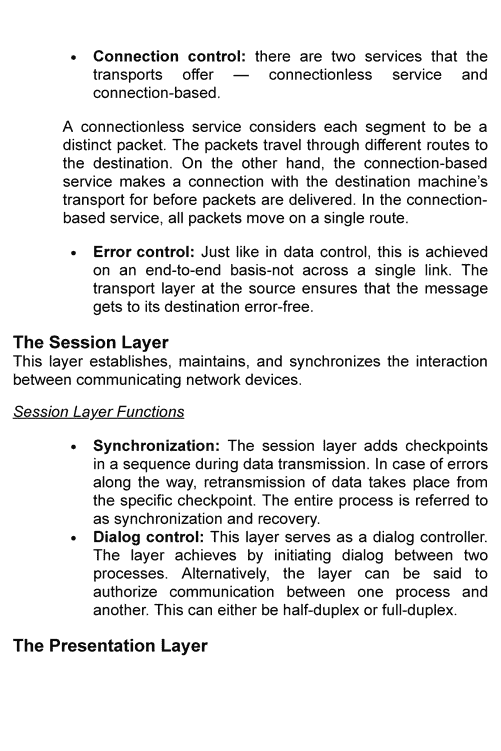 • Connection control: there are two services that the
transports offer — connectionless service and
connection-based.
A connectionless service considers each segment to be a
distinct packet. The packets travel through different routes to
the destination. On the other hand, the connection-based
service makes a connection with the destination machine’s
transport for before packets are delivered. In the connection-
based service, all packets move on a single route.
• Error control: Just like in data control, this is achieved
on an end-to-end basis-not across a single link. The
transport layer at the source ensures that the message
gets to its destination error-free.
The Session Layer
This layer establishes, maintains, and synchronizes the interaction
between communicating network devices.
Session Layer Functions
• Synchronization: The session layer adds checkpoints
in a sequence during data transmission. In case of errors
along the way, retransmission of data takes place from
the specific checkpoint. The entire process is referred to
as synchronization and recovery.
• Dialog control: This layer serves as a dialog controller.
The layer achieves by initiating dialog between two
processes. Alternatively, the layer can be said to
authorize communication between one process and
another. This can either be half-duplex or full-duplex.
The Presentation Layer